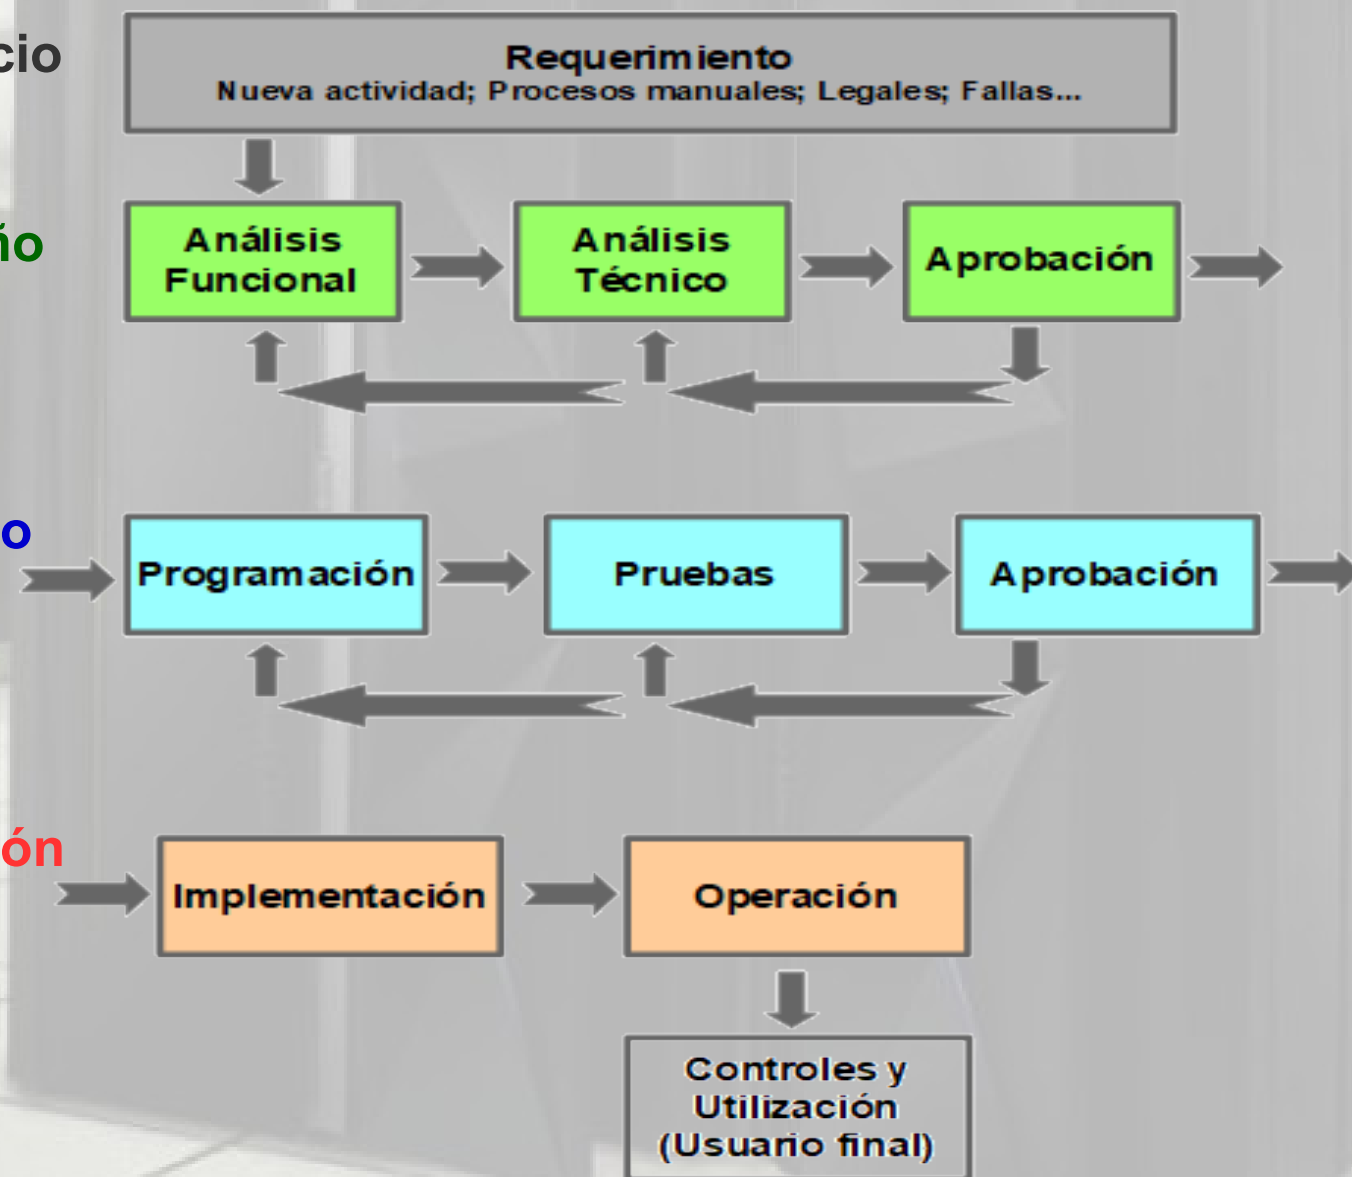 cio
Requerimiento
Nueva actividad; Procesos manuales; Legales; Fallas...
ño
Análisis
Funcional
Análisis
Técnico
Aprobación
o
Programación
Pruebas
Aprobación
ón
Implementación
Operación
Controles y
Utilización
(Usuario final)